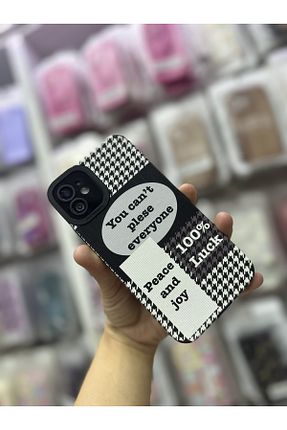 You can't
plese
everyone
100%
Luck
Peace
and
joy